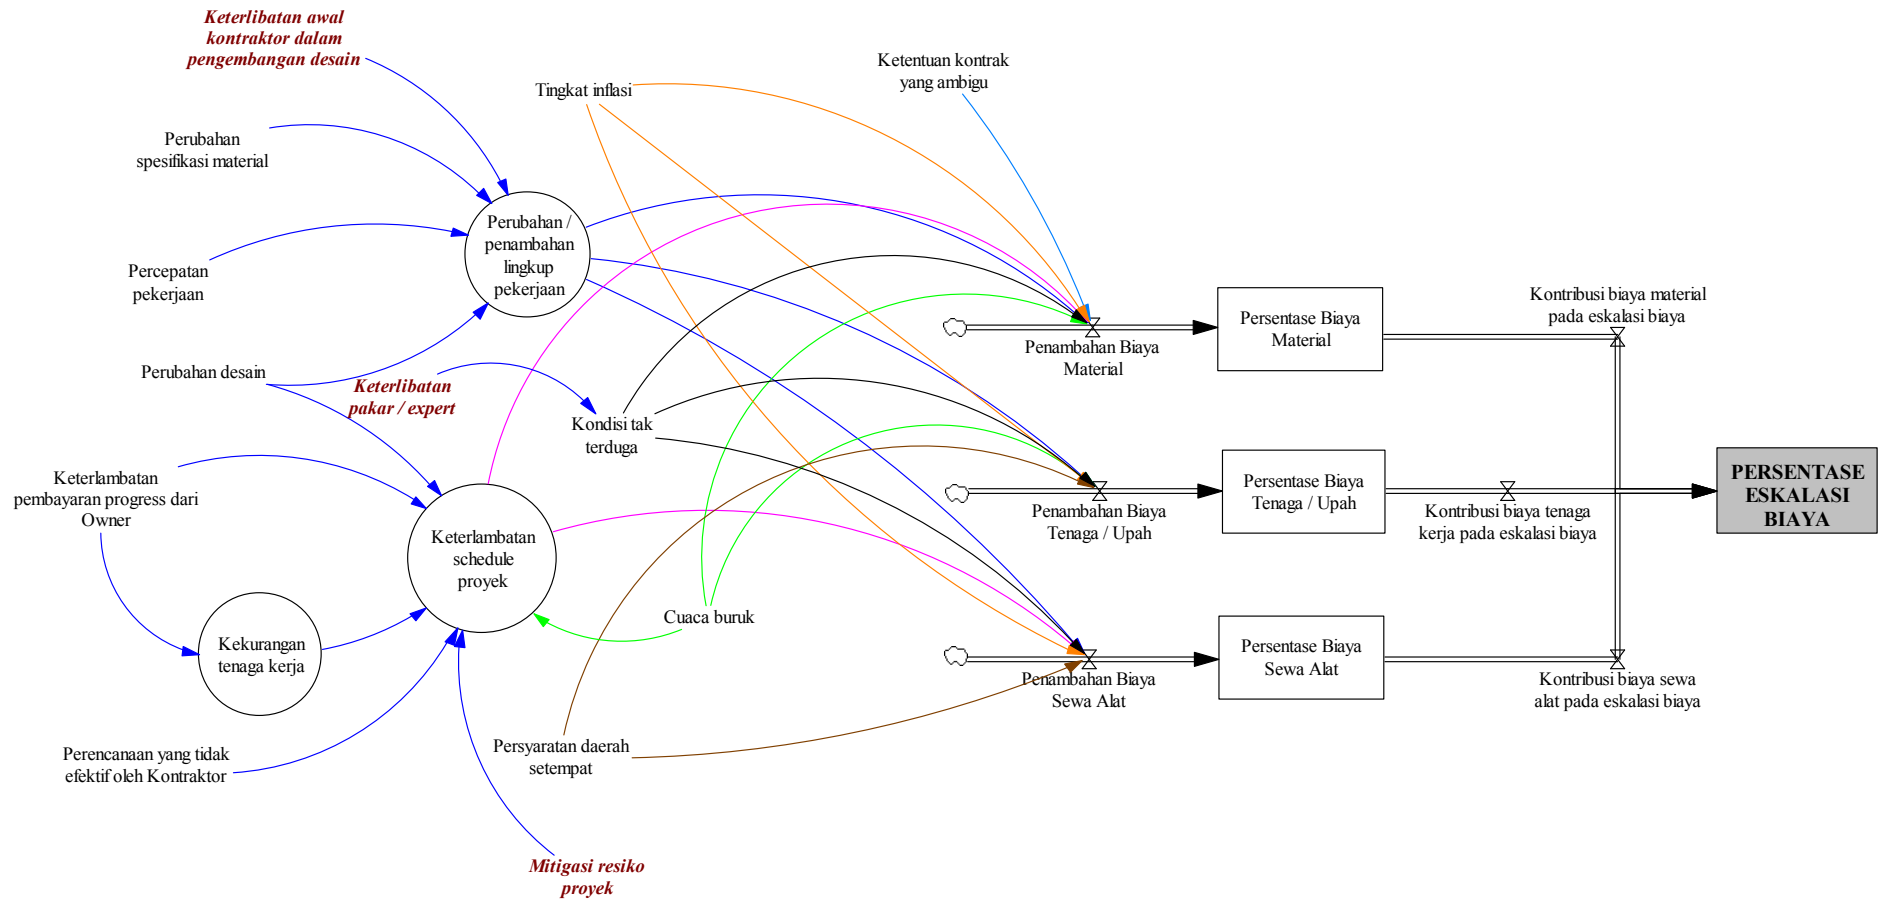 Keterlibatan awal
kontraktor dalam
pengembangan desain
Perubahan
spesifikasi material
Percepatan
pekerjaan
Perubahan desain
Keterlambatan
pembayaran progress dari
Owner
Kekurangan
tenaga kerja
Perencanaan yang tidak
efektif oleh Kontraktor
Perubahan /
penambahan
lingkup
pekerjaan
Keterlibatan
pakar / expert
Keterlambatan
schedule
proyek
Mitigasi resiko
proyek
Tingkat inflasi
Kondisi tak
terduga
Cuaca buruk
Persyaratan daerah
setempat
Ketentuan kontrak
yang ambigu
Penambahan Biaya
Material
Penambahan Biaya
Tenaga / Upah
Penambahan Biaya
Sewa Alat
Persentase Biaya
Material
Persentase Biaya
Tenaga / Upah
Persentase Biaya
Sewa Alat
Kontribusi biaya material
pada eskalasi biaya
Kontribusi biaya tenaga
kerja pada eskalasi biaya
Kontribusi biaya sewa
alat pada eskalasi biaya
PERSENTASE
ESKALASI
BIAYA